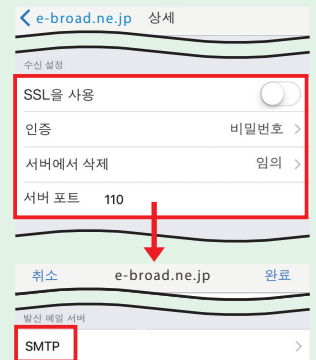 e-broad.ne.jp 상세
수신 설정
SSL을 사용
인증 비밀번호
서버에서 삭제 임의
서버 포트 110
취소 e-broad.ne.jp 완료
발신 메일 서버
SMTP